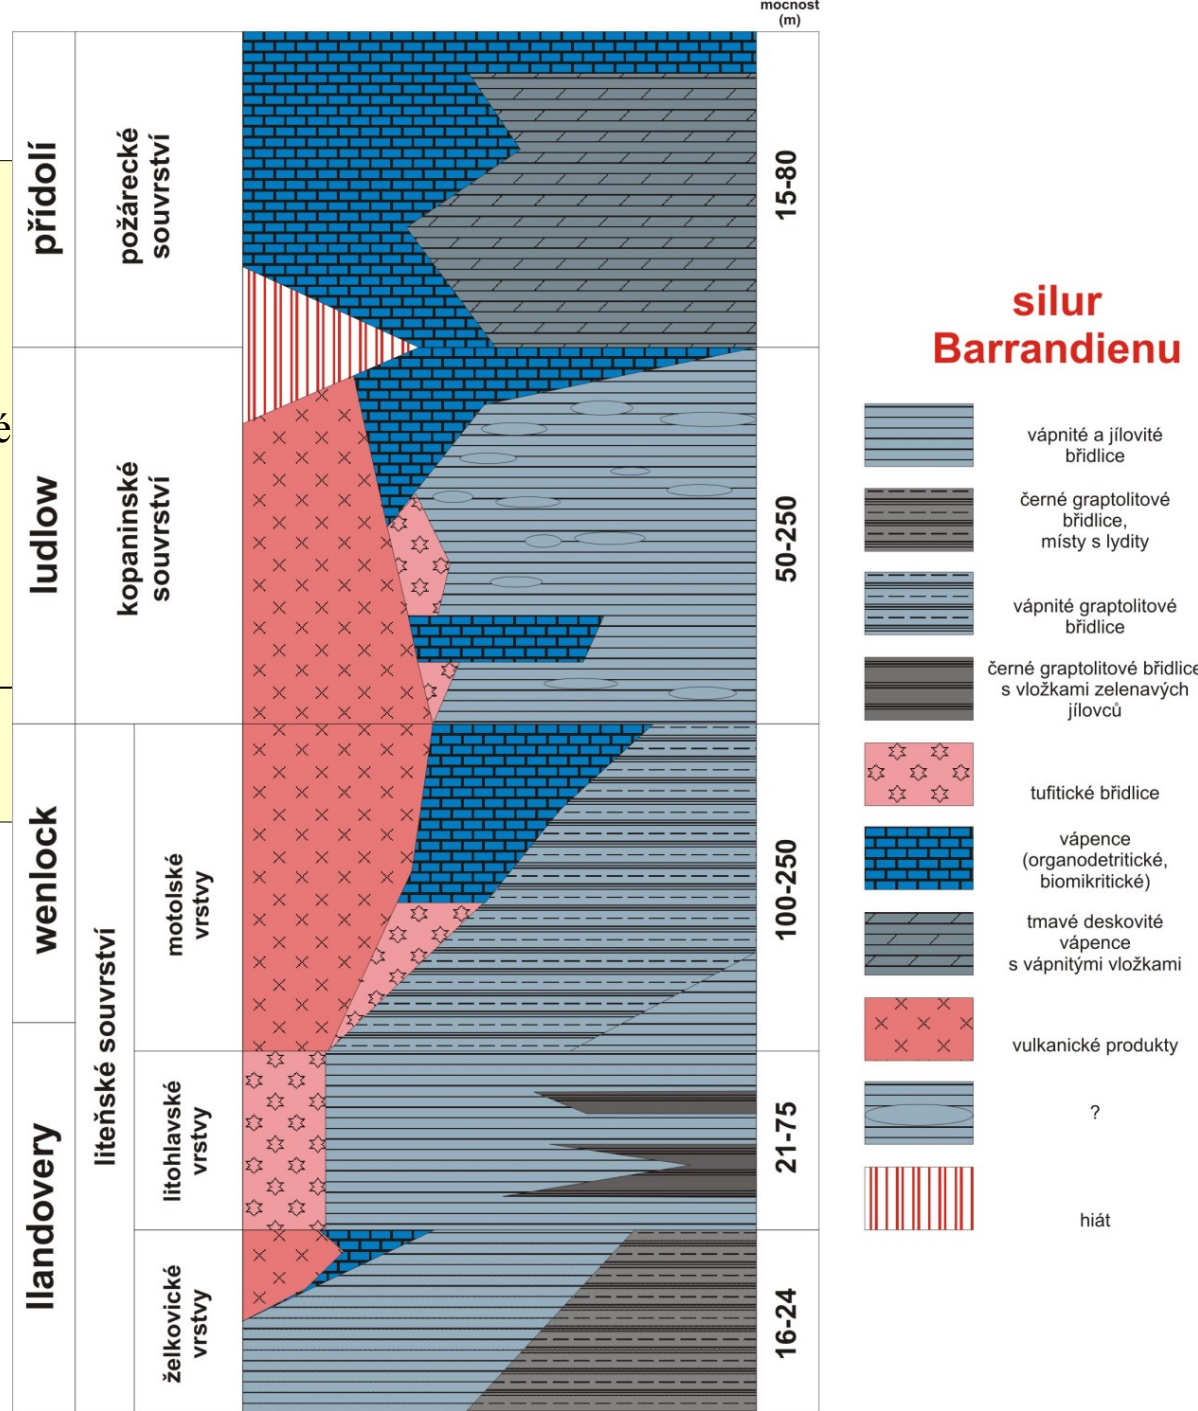 mocnost
(m)
přídolí
požárecké
souvrství
15-80
é
ludlow
kopaninské
souvrství
50-250
wenlock
liteňské souvrství
motolské
vrstvy
100-250
llandovery
litohlavské
vrstvy
21-75
želkovické
vrstvy
16-24
silur
Barrandienu
vápnité a jílovité
břidlice
černé graptolitové
břidlice,
místy s lydity
vápnité graptolitové
břidlice
černé graptolitové břidlice
s vložkami zelenavých
jílovců
tufitické břidlice
vápence
(organodetritické,
biomikritické)
tmavé deskovité
vápence
s vápnitými vložkami
vulkanické produkty
?
hiát